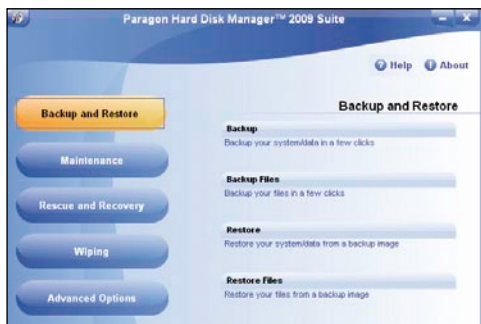 Paragon Hard Disk Manager™ 2009 Suite
Help About
Backup and Restore
Maintenance
Rescue and Recovery
Wiping
Advanced Options
Backup and Restore
Backup
Backup your system/data in a few clicks
Backup Files
Backup your files in a few clicks
Restore
Restore your system/data from a backup image
Restore Files
Restore your files from a backup image